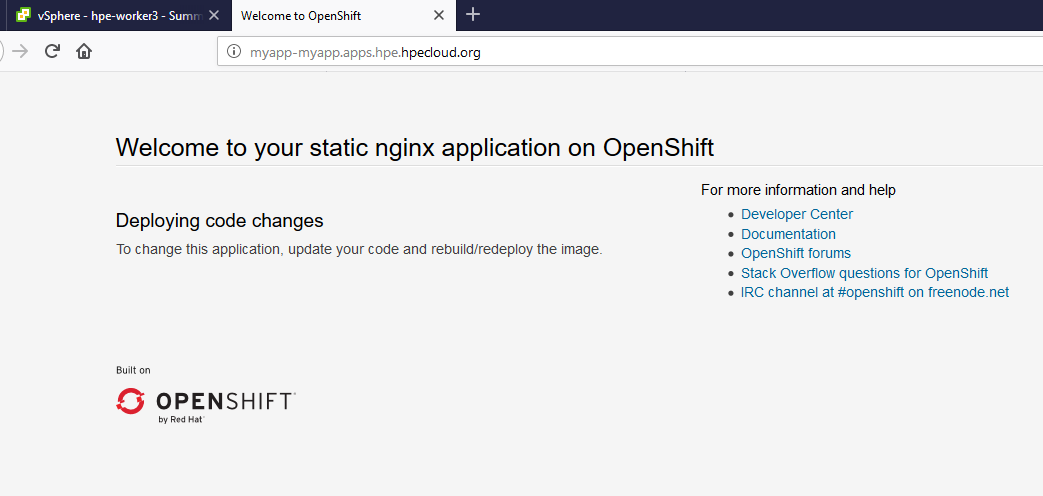 vSphere - hpe-worker3 - Summ
Welcome to OpenShift
myapp-myapp.apps.hpe.hpecloud.org
Welcome to your static nginx application on OpenShift
Deploying code changes
To change this application, update your code and rebuild/redeploy the image.
For more information and help
Developer Center
Documentation
OpenShift forums
Stack Overflow questions for OpenShift
IRC channel at #openshift on freenode.net
Built on
OPENSHIFT
by Red Hat